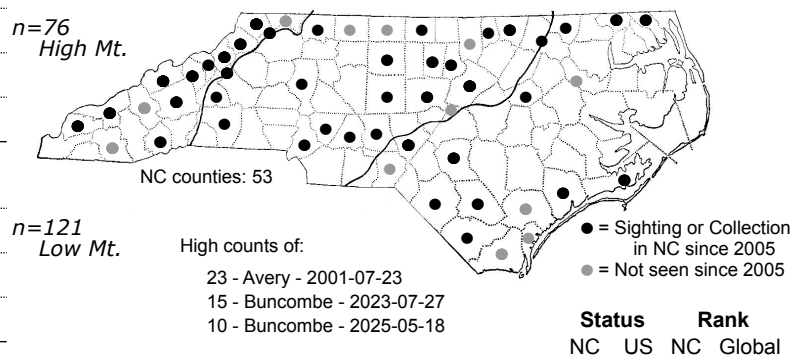 n=76
High Mt.
NC counties: 53
n=121
Low Mt.
High counts of:
23 - Avery - 2001-07-23
15 - Buncombe - 2023-07-27
10 - Buncombe - 2025-05-18
= Sighting or Collection
in NC since 2005
= Not seen since 2005
Status Rank
NC US NC Global